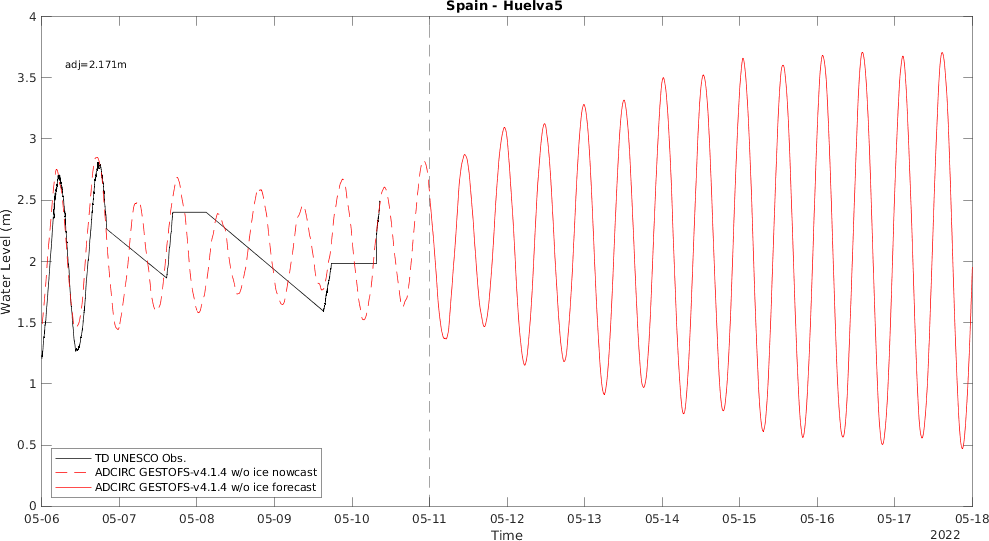 Spain - Huelva5
4
adj=2.171m
3.5
3
2.5
2
1.5
1
0.5
0
Water Level (m)
TD UNESCO Obs.
ADCIRC GESTOFS-v4.1.4 w/o ice nowcast
ADCIRC GESTOFS-v4.1.4 w/o ice forecast
05-06 05-07 05-08 05-09 05-10 05-11 05-12 05-13 05-14 05-15 05-16 05-17 05-18
Time
2022